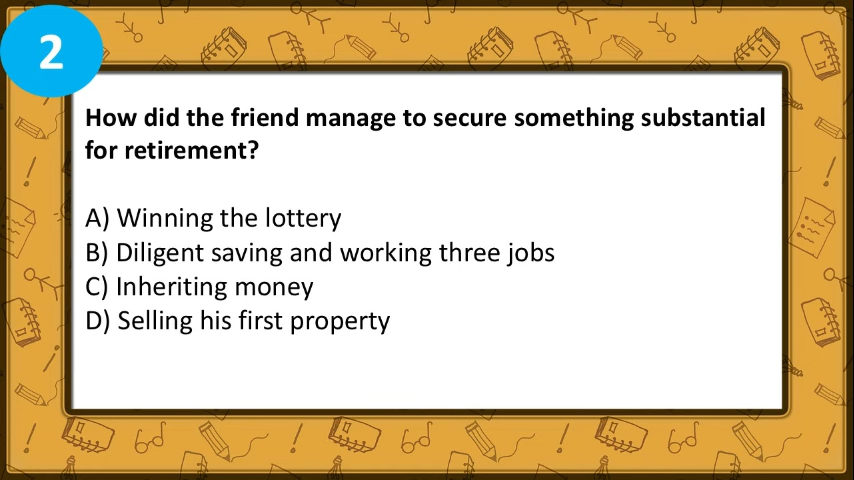 2
How did the friend manage to secure something substantial
for retirement?
A) Winning the lottery
B) Diligent saving and working three jobs
C) Inheriting money
D) Selling his first property